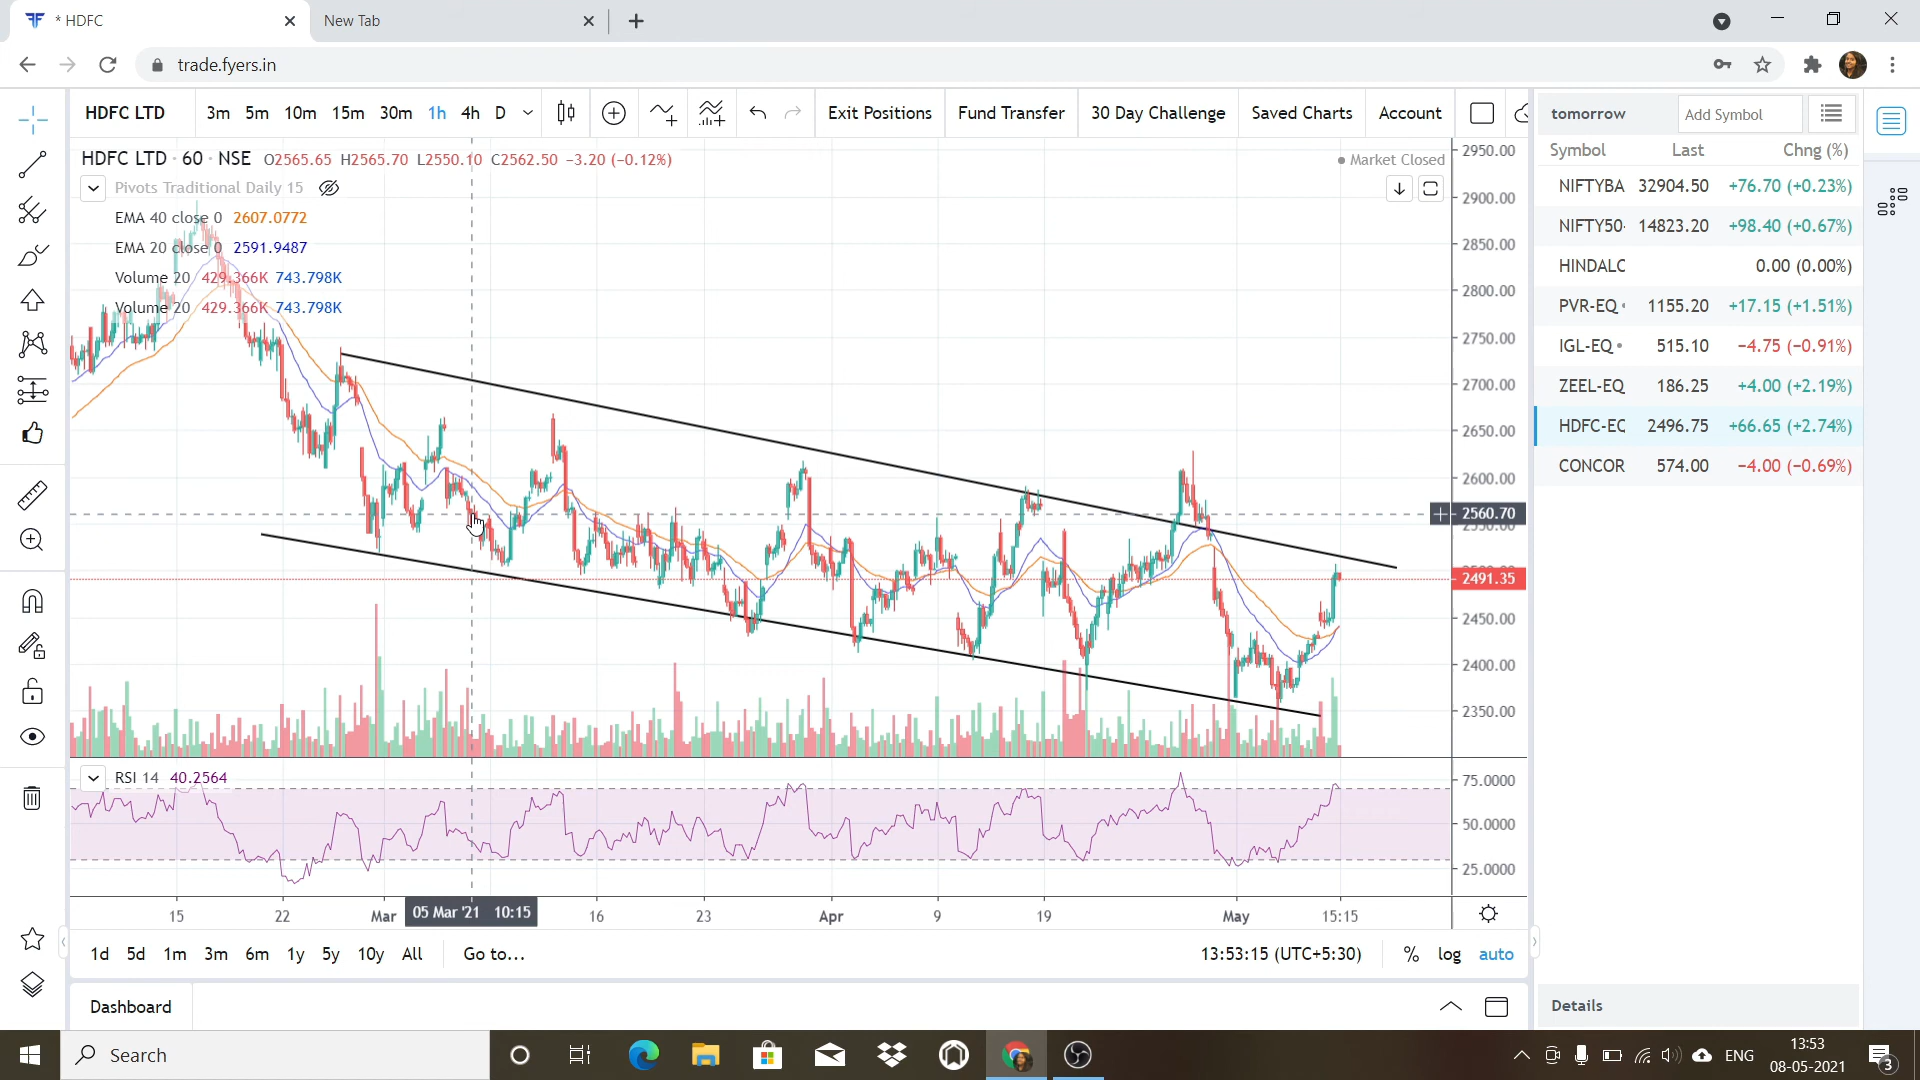 * HDFC
New Tab
trade.fyers.in
HDFC LTD 3m 5m 10m 15m 30m 1h 4h D Exit Positions Fund Transfer 30 Day Challenge Saved Charts Account
tomorrow Add Symbol
HDFC LTD · 60 · NSE O2565.65 H2565.70 L2550.10 C2562.50 −3.20 (−0.12%)
Market Closed
Pivots Traditional Daily 15
EMA 40 close 0 2607.0772
EMA 20 close 0 2591.9487
Volume 20 429.366K 743.798K
Volume 20 429.366K 743.798K
2950.00
2900.00
2850.00
2800.00
2750.00
2700.00
2650.00
2600.00
2560.70
2491.35
2450.00
2400.00
2350.00
RSI 14 40.2564
75.0000
50.0000
25.0000
15 22 Mar 05 Mar '21 10:15 16 23 Apr 9 19 May 15:15
1d 5d 1m 3m 6m 1y 5y 10y All Go to... 13:53:15 (UTC+5:30) % log auto
Dashboard
Symbol Last Chng (%)
NIFTYBA 32904.50 +76.70 (+0.23%)
NIFTY50- 14823.20 +98.40 (+0.67%)
HINDALC 0.00 (0.00%)
PVR-EQ 1155.20 +17.15 (+1.51%)
IGL-EQ 515.10 −4.75 (−0.91%)
ZEEL-EQ 186.25 +4.00 (+2.19%)
HDFC-EQ 2496.75 +66.65 (+2.74%)
CONCOR 574.00 −4.00 (−0.69%)
Details
Search
ENG
13:53
08-05-2021
3